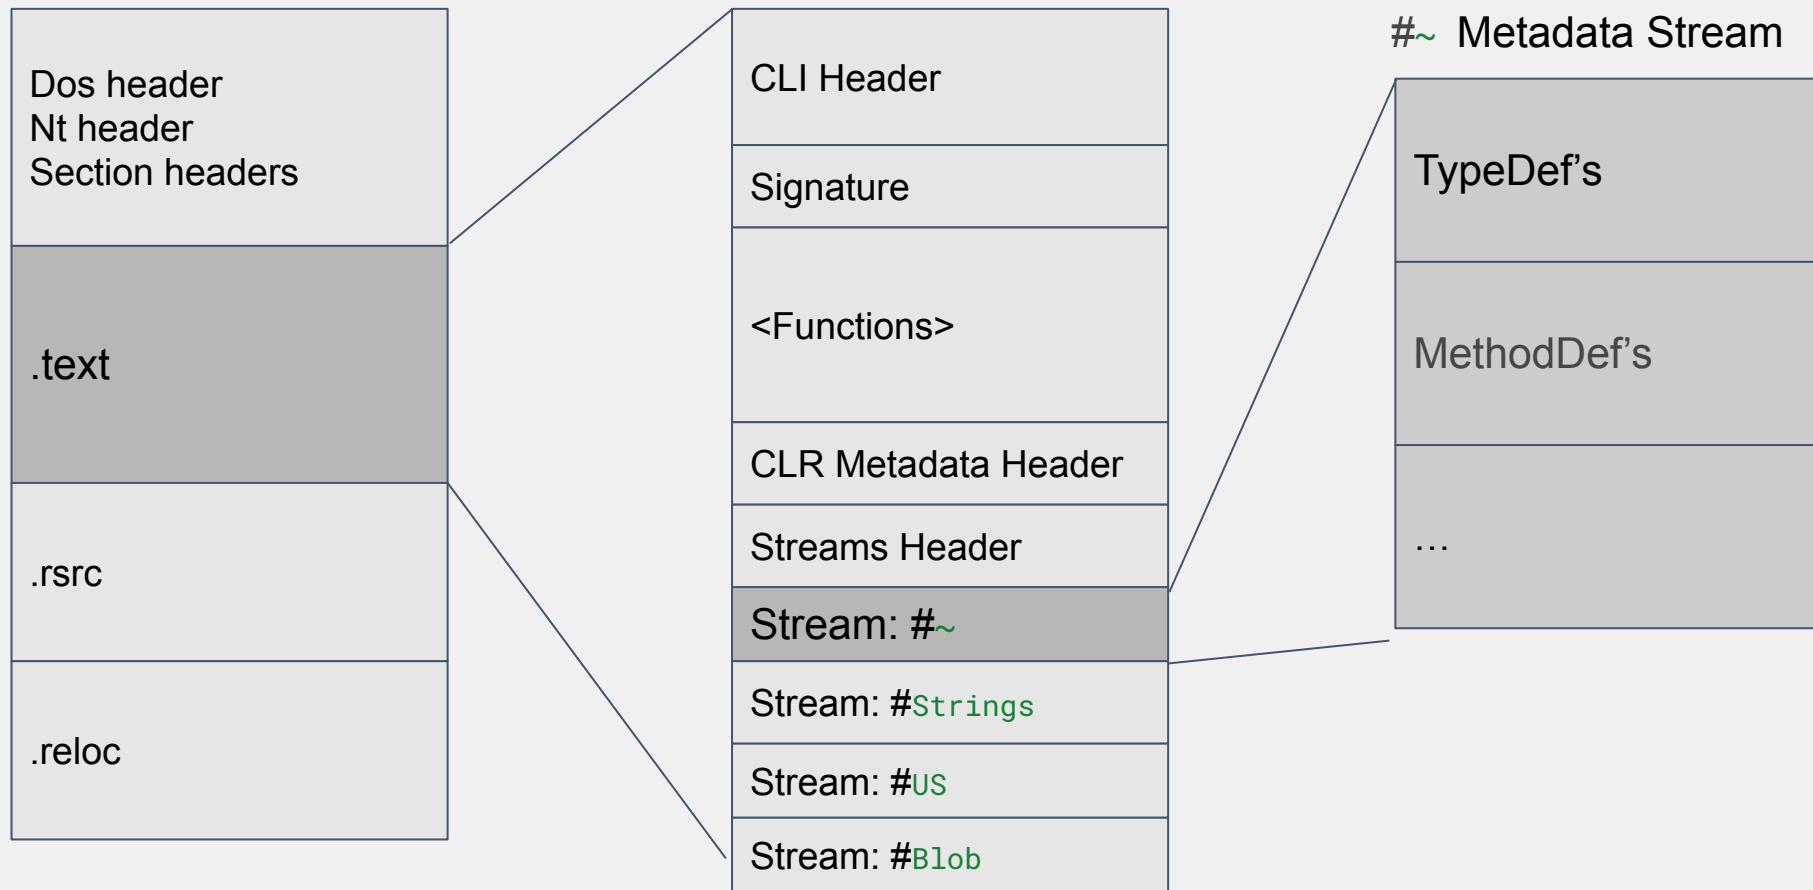 Dos header
Nt header
Section headers
.text
.rsrc
.reloc
CLI Header
Signature
<Functions>
CLR Metadata Header
Streams Header
Stream: #~
Stream: #Strings
Stream: #US
Stream: #Blob
#~ Metadata Stream
TypeDef’s
MethodDef’s
…